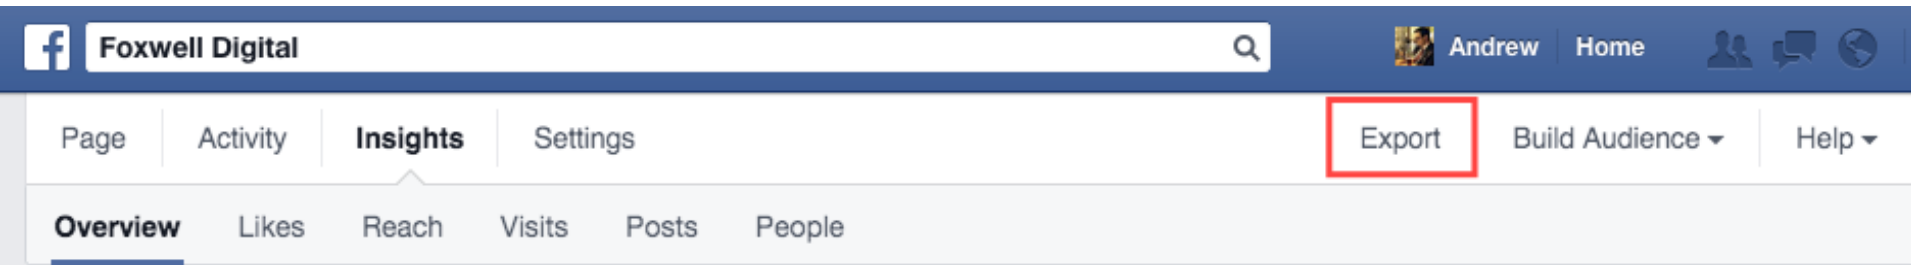 f Foxwell Digital Andrew Home
Page Activity Insights Settings Export Build Audience Help
Overview Likes Reach Visits Posts People